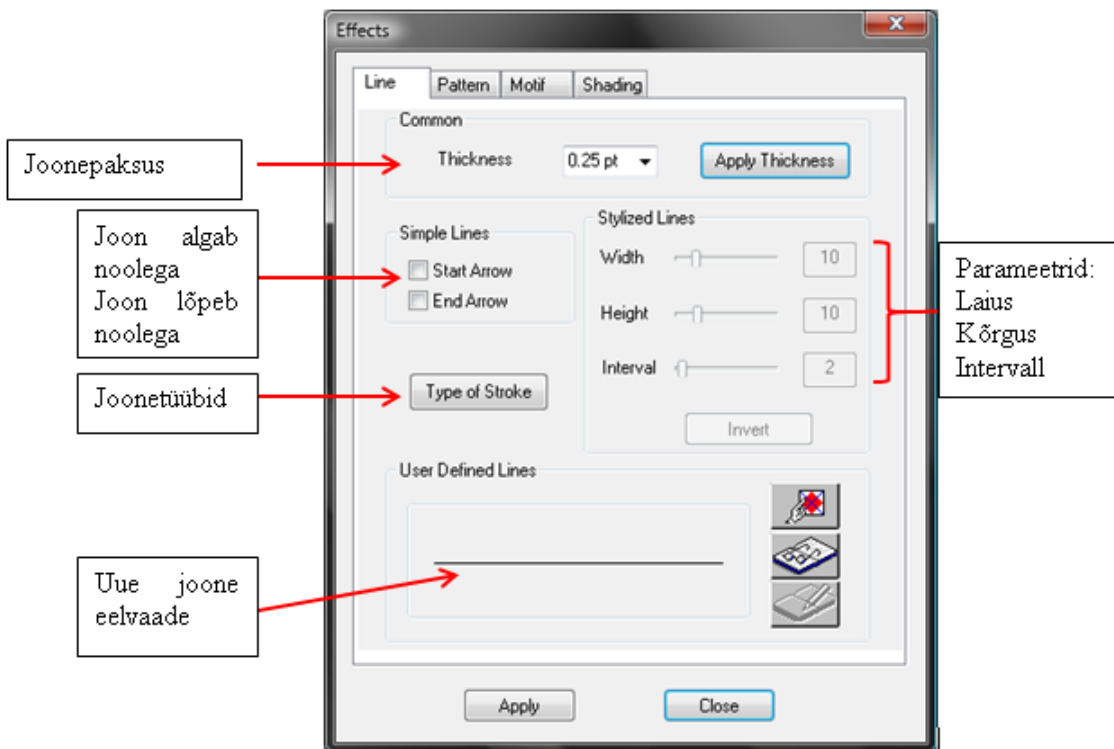 Effects
Line
Pattern
Motif
Shading
Common
Thickness
0.25 pt
Apply Thickness
Simple Lines
Start Arrow
End Arrow
Type of Stroke
Stylized Lines
Width
10
Height
10
Interval
2
Invert
User Defined Lines
Apply
Close
Joonepaksus
Joon algab
noolega
Joon lõpeb
noolega
Joonetüübid
Uue joone
eelvaade
Parameetrid:
Laius
Kõrgus
Intervall